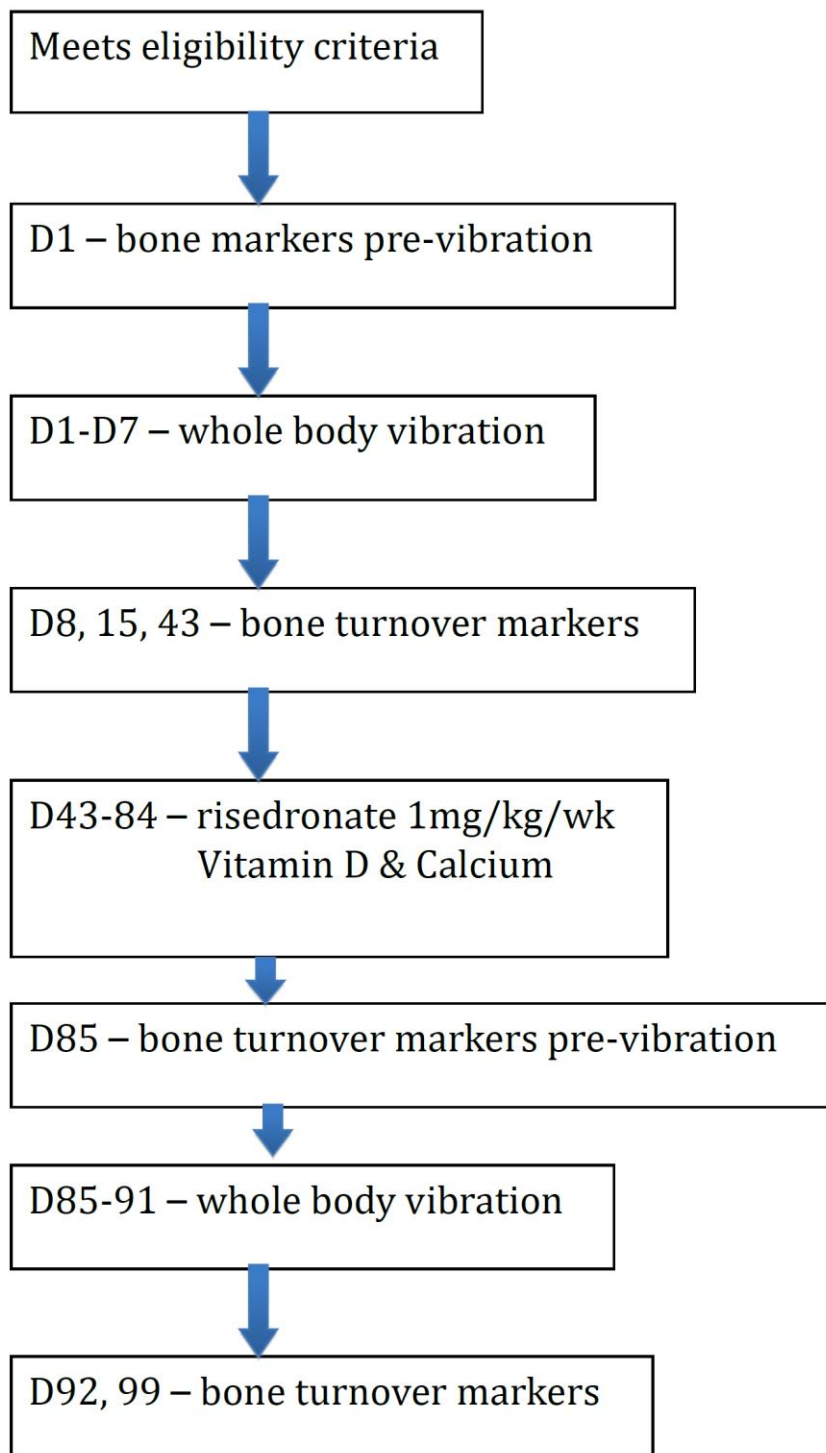 Meets eligibility criteria
D1 – bone markers pre-vibration
D1-D7 – whole body vibration
D8, 15, 43 – bone turnover markers
D43-84 – risedronate 1mg/kg/wk
Vitamin D & Calcium
D85 – bone turnover markers pre-vibration
D85-91 – whole body vibration
D92, 99 – bone turnover markers